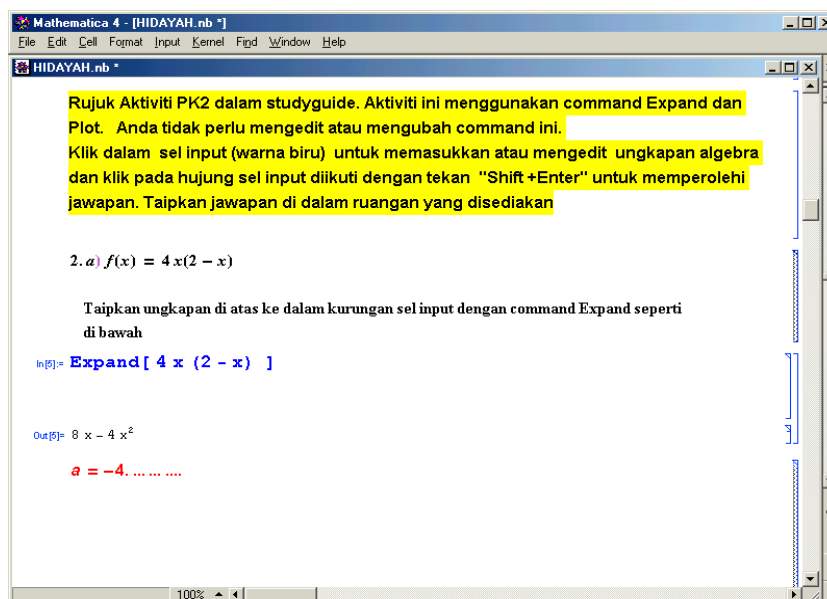 Mathematica 4 - [HIDAYAH.nb *]
File Edit Cell Format Input Kernel Find Window Help
HIDAYAH.nb *
Rujuk Aktiviti PK2 dalam studyguide. Aktiviti ini menggunakan command Expand dan
Plot. Anda tidak perlu mengedit atau mengubah command ini.
Klik dalam sel input (warna biru) untuk memasukkan atau mengedit ungkapan algebra
dan klik pada hujung sel input diikuti dengan tekan "Shift +Enter" untuk memperolehi
jawapan. Taipkan jawapan di dalam ruangan yang disediakan
2. a) f(x) = 4 x(2 − x)
Taipkan ungkapan di atas ke dalam kurungan sel input dengan command Expand seperti
di bawah
In[5]:= Expand[ 4 x (2 - x) ]
Out[5]= 8 x − 4 x²
a = −4. ... ... ....
100%